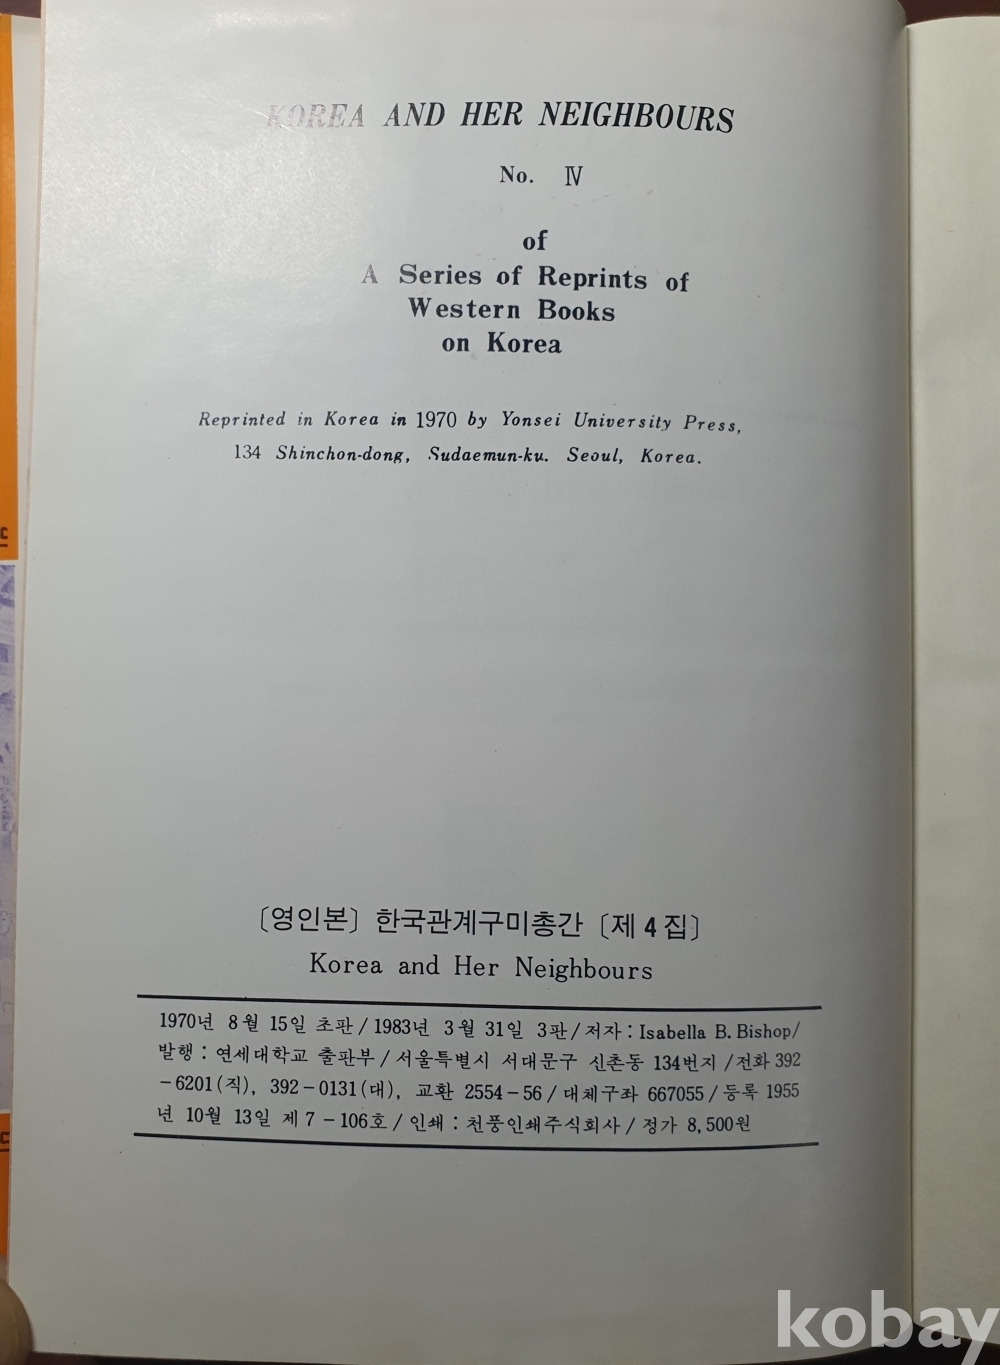 KOREA AND HER NEIGHBOURS
No. Ⅳ
of
A Series of Reprints of
Western Books
on Korea
Reprinted in Korea in 1970 by Yonsei University Press,
134 Shinchon-dong, Sudaemun-ku. Seoul, Korea.
〔영인본〕 한국관계구미총간 〔제 4 집〕
Korea and Her Neighbours
1970년 8월 15일 초판/1983년 3월 31일 3판/저자: Isabella B. Bishop/
발행: 연세대학교 출판부/서울특별시 서대문구 신촌동 134번지/전화 392
-6201(직), 392-0131(대), 교환 2554-56/대체구좌 667055/등록 1955
년 10월 13일 제 7-106호/인쇄: 천풍인쇄주식회사/정가 8,500원
kobay